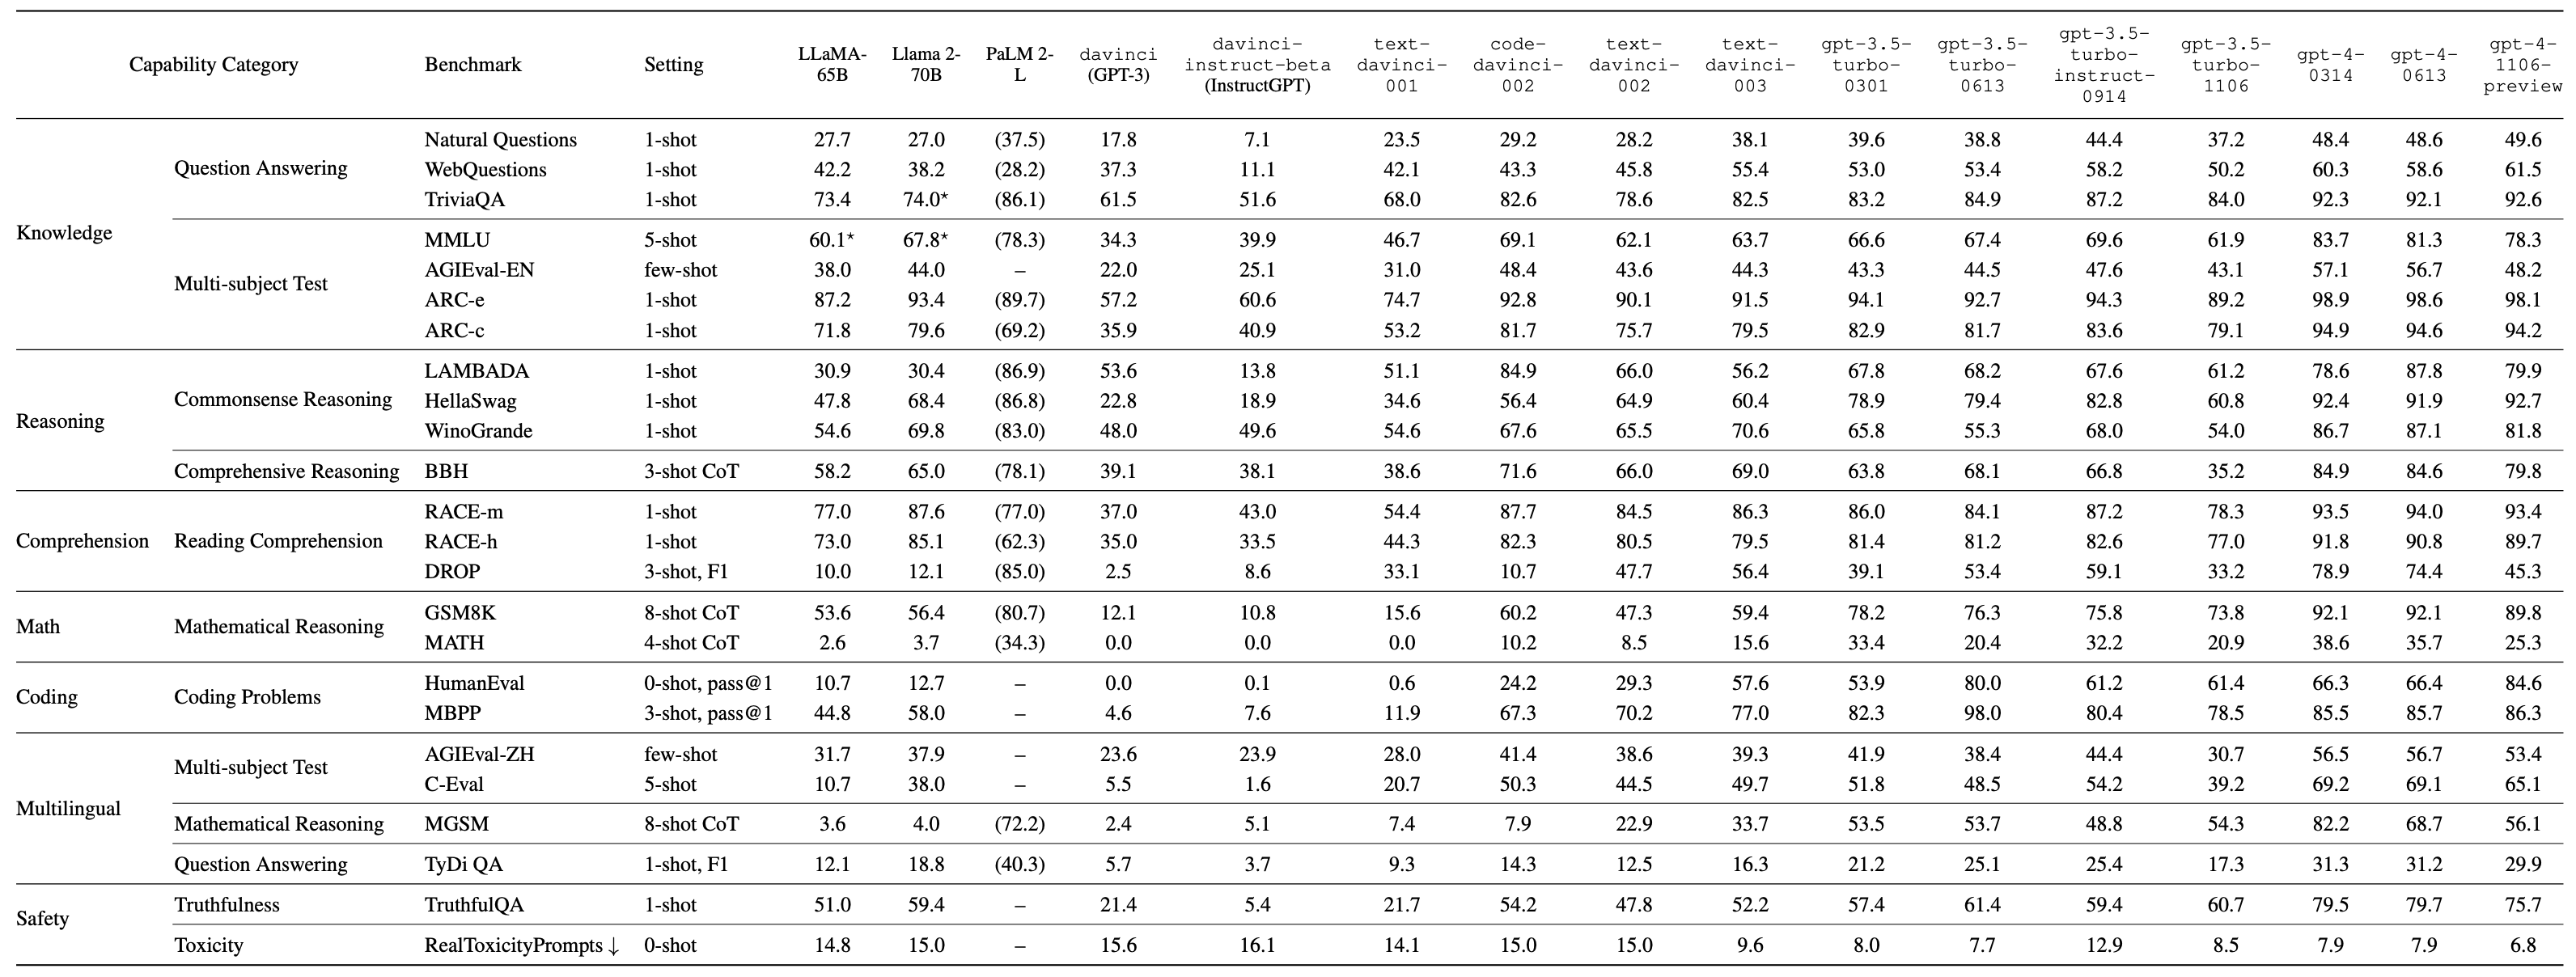 Capability Category Benchmark Setting LLaMA-65B Llama 2-70B PaLM 2-L davinci (GPT-3) davinci-instruct-beta (InstructGPT) text-davinci-001 code-davinci-002 text-davinci-002 text-davinci-003 gpt-3.5-turbo-0301 gpt-3.5-turbo-0613 gpt-3.5-turbo-instruct-0914 gpt-3.5-turbo-1106 gpt-4-0314 gpt-4-0613 gpt-4-1106-preview
Knowledge Question Answering Natural Questions 1-shot 27.7 27.0 (37.5) 17.8 7.1 23.5 29.2 28.2 38.1 39.6 38.8 44.4 37.2 48.4 48.6 49.6
WebQuestions 1-shot 42.2 38.2 (28.2) 37.3 11.1 42.1 43.3 45.8 55.4 53.0 53.4 58.2 50.2 60.3 58.6 61.5
TriviaQA 1-shot 73.4 74.0⋆ (86.1) 61.5 51.6 68.0 82.6 78.6 82.5 83.2 84.9 87.2 84.0 92.3 92.1 92.6
Multi-subject Test MMLU 5-shot 60.1⋆ 67.8⋆ (78.3) 34.3 39.9 46.7 69.1 62.1 63.7 66.6 67.4 69.6 61.9 83.7 81.3 78.3
AGIEval-EN few-shot 38.0 44.0 – 22.0 25.1 31.0 48.4 43.6 44.3 43.3 44.5 47.6 43.1 57.1 56.7 48.2
ARC-e 1-shot 87.2 93.4 (89.7) 57.2 60.6 74.7 92.8 90.1 91.5 94.1 92.7 94.3 89.2 98.9 98.6 98.1
ARC-c 1-shot 71.8 79.6 (69.2) 35.9 40.9 53.2 81.7 75.7 79.5 82.9 81.7 83.6 79.1 94.9 94.6 94.2
Reasoning Commonsense Reasoning LAMBADA 1-shot 30.9 30.4 (86.9) 53.6 13.8 51.1 84.9 66.0 56.2 67.8 68.2 67.6 61.2 78.6 87.8 79.9
HellaSwag 1-shot 47.8 68.4 (86.8) 22.8 18.9 34.6 56.4 64.9 60.4 78.9 79.4 82.8 60.8 92.4 91.9 92.7
WinoGrande 1-shot 54.6 69.8 (83.0) 48.0 49.6 54.6 67.6 65.5 70.6 65.8 55.3 68.0 54.0 86.7 87.1 81.8
Comprehensive Reasoning BBH 3-shot CoT 58.2 65.0 (78.1) 39.1 38.1 38.6 71.6 66.0 69.0 63.8 68.1 66.8 35.2 84.9 84.6 79.8
Comprehension Reading Comprehension RACE-m 1-shot 77.0 87.6 (77.0) 37.0 43.0 54.4 87.7 84.5 86.3 86.0 84.1 87.2 78.3 93.5 94.0 93.4
RACE-h 1-shot 73.0 85.1 (62.3) 35.0 33.5 44.3 82.3 80.5 79.5 81.4 81.2 82.6 77.0 91.8 90.8 89.7
DROP 3-shot, F1 10.0 12.1 (85.0) 2.5 8.6 33.1 10.7 47.7 56.4 39.1 53.4 59.1 33.2 78.9 74.4 45.3
Math Mathematical Reasoning GSM8K 8-shot CoT 53.6 56.4 (80.7) 12.1 10.8 15.6 60.2 47.3 59.4 78.2 76.3 75.8 73.8 92.1 92.1 89.8
MATH 4-shot CoT 2.6 3.7 (34.3) 0.0 0.0 0.0 10.2 8.5 15.6 33.4 20.4 32.2 20.9 38.6 35.7 25.3
Coding Coding Problems HumanEval 0-shot, pass@1 10.7 12.7 – 0.0 0.1 0.6 24.2 29.3 57.6 53.9 80.0 61.2 61.4 66.3 66.4 84.6
MBPP 3-shot, pass@1 44.8 58.0 – 4.6 7.6 11.9 67.3 70.2 77.0 82.3 98.0 80.4 78.5 85.5 85.7 86.3
Multilingual Multi-subject Test AGIEval-ZH few-shot 31.7 37.9 – 23.6 23.9 28.0 41.4 38.6 39.3 41.9 38.4 44.4 30.7 56.5 56.7 53.4
C-Eval 5-shot 10.7 38.0 – 5.5 1.6 20.7 50.3 44.5 49.7 51.8 48.5 54.2 39.2 69.2 69.1 65.1
Mathematical Reasoning MGSM 8-shot CoT 3.6 4.0 (72.2) 2.4 5.1 7.4 7.9 22.9 33.7 53.5 53.7 48.8 54.3 82.2 68.7 56.1
Question Answering TyDi QA 1-shot, F1 12.1 18.8 (40.3) 5.7 3.7 9.3 14.3 12.5 16.3 21.2 25.1 25.4 17.3 31.3 31.2 29.9
Safety Truthfulness TruthfulQA 1-shot 51.0 59.4 – 21.4 5.4 21.7 54.2 47.8 52.2 57.4 61.4 59.4 60.7 79.5 79.7 75.7
Toxicity RealToxicityPrompts ↓ 0-shot 14.8 15.0 – 15.6 16.1 14.1 15.0 15.0 9.6 8.0 7.7 12.9 8.5 7.9 7.9 6.8